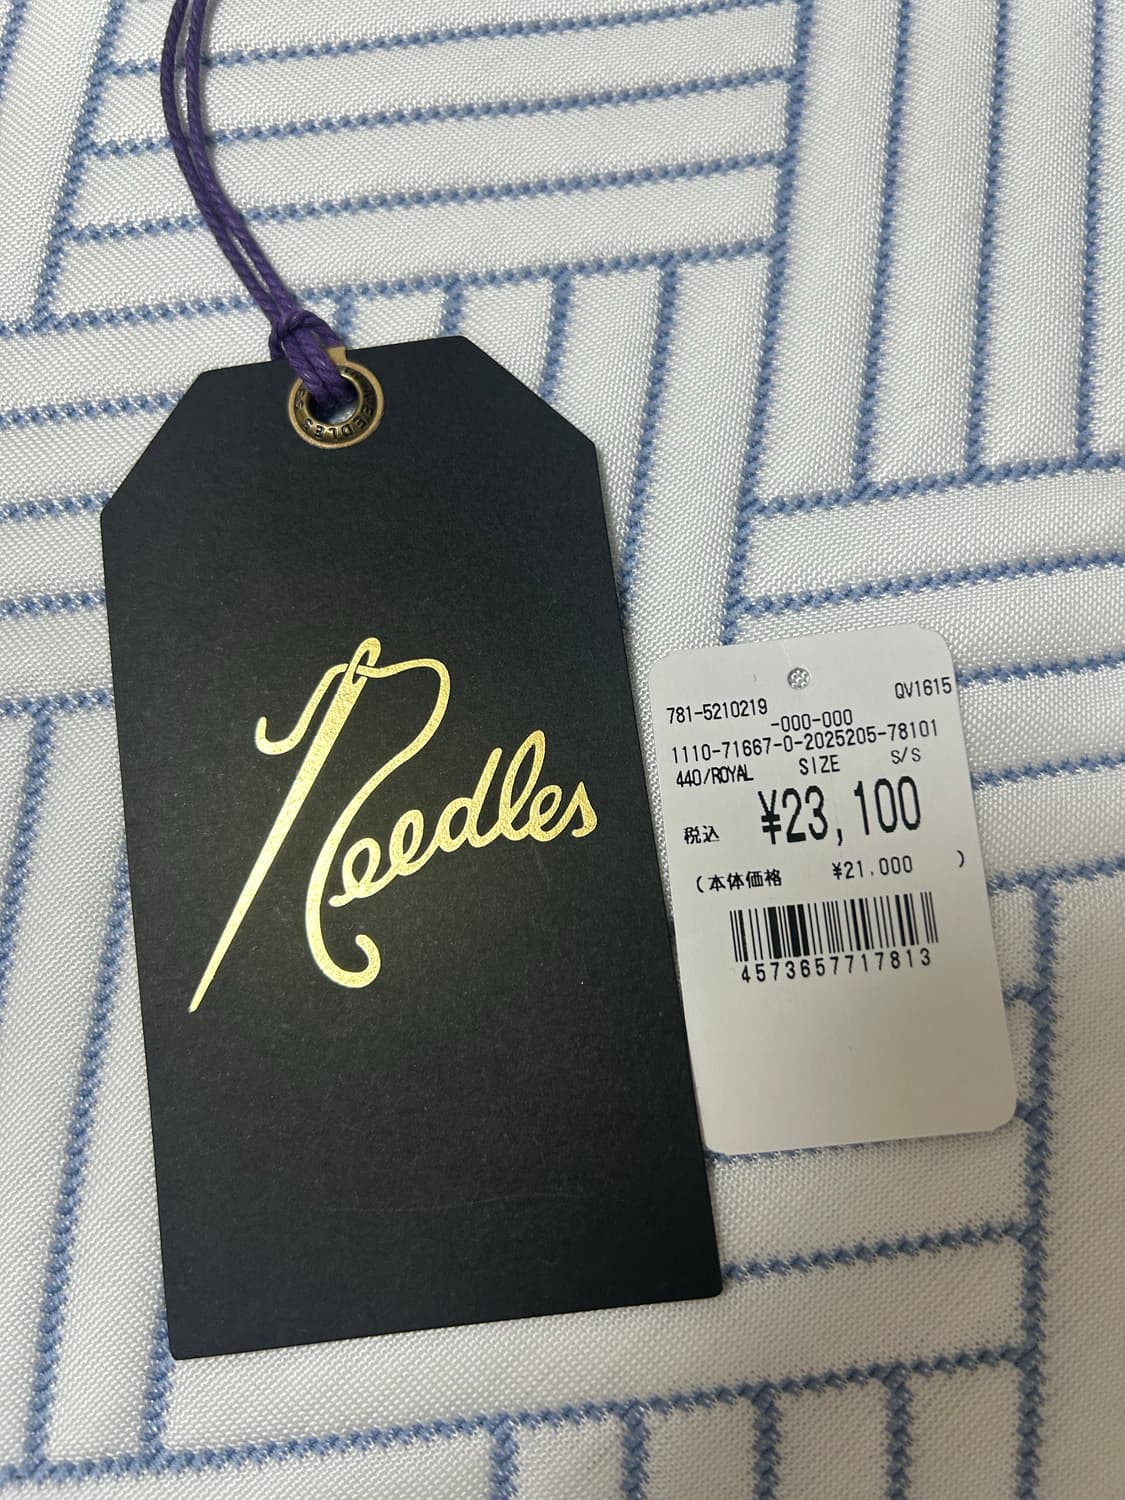 NEEDLES
Needles
QV1615
781-5210219
-000-000
1110-71667-0-2025205-78101
440/ROYAL SIZE S/S
税込 ¥23,100
(本体価格 ¥21,000 )
4573657717813